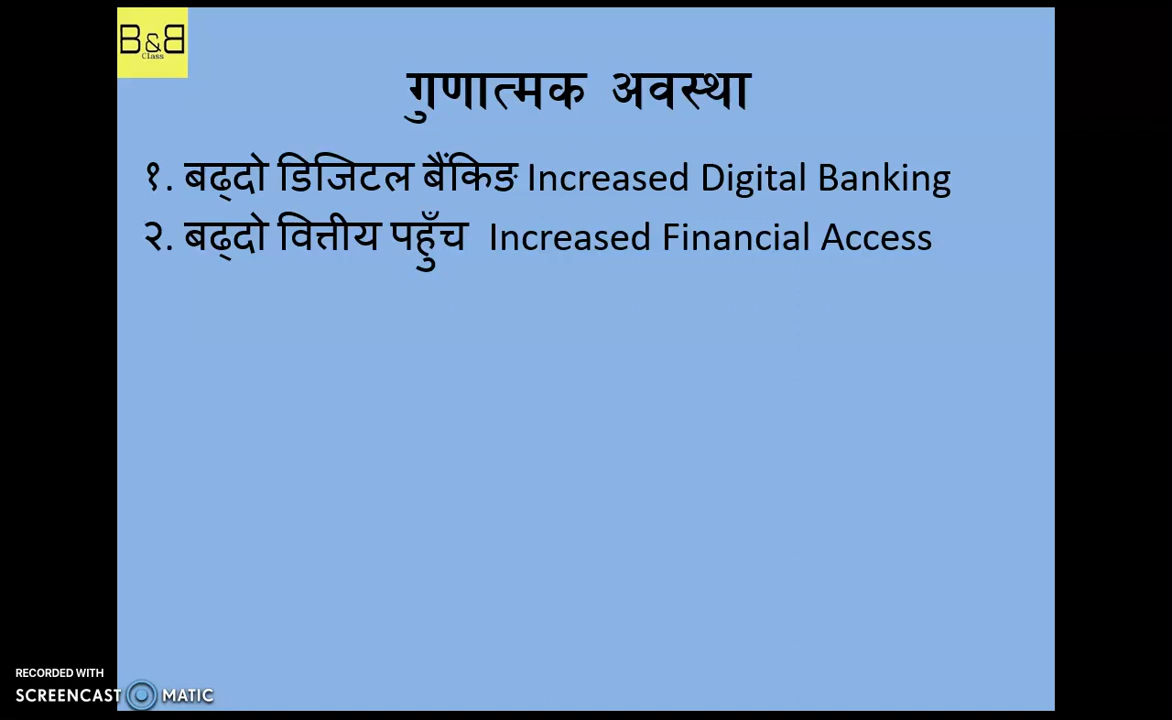 B&B
Class
गुणात्मक अवस्था
१. बढ्दो डिजिटल बैंकिङ Increased Digital Banking
२. बढ्दो वित्तीय पहुँच Increased Financial Access
RECORDED WITH
SCREENCAST MATIC